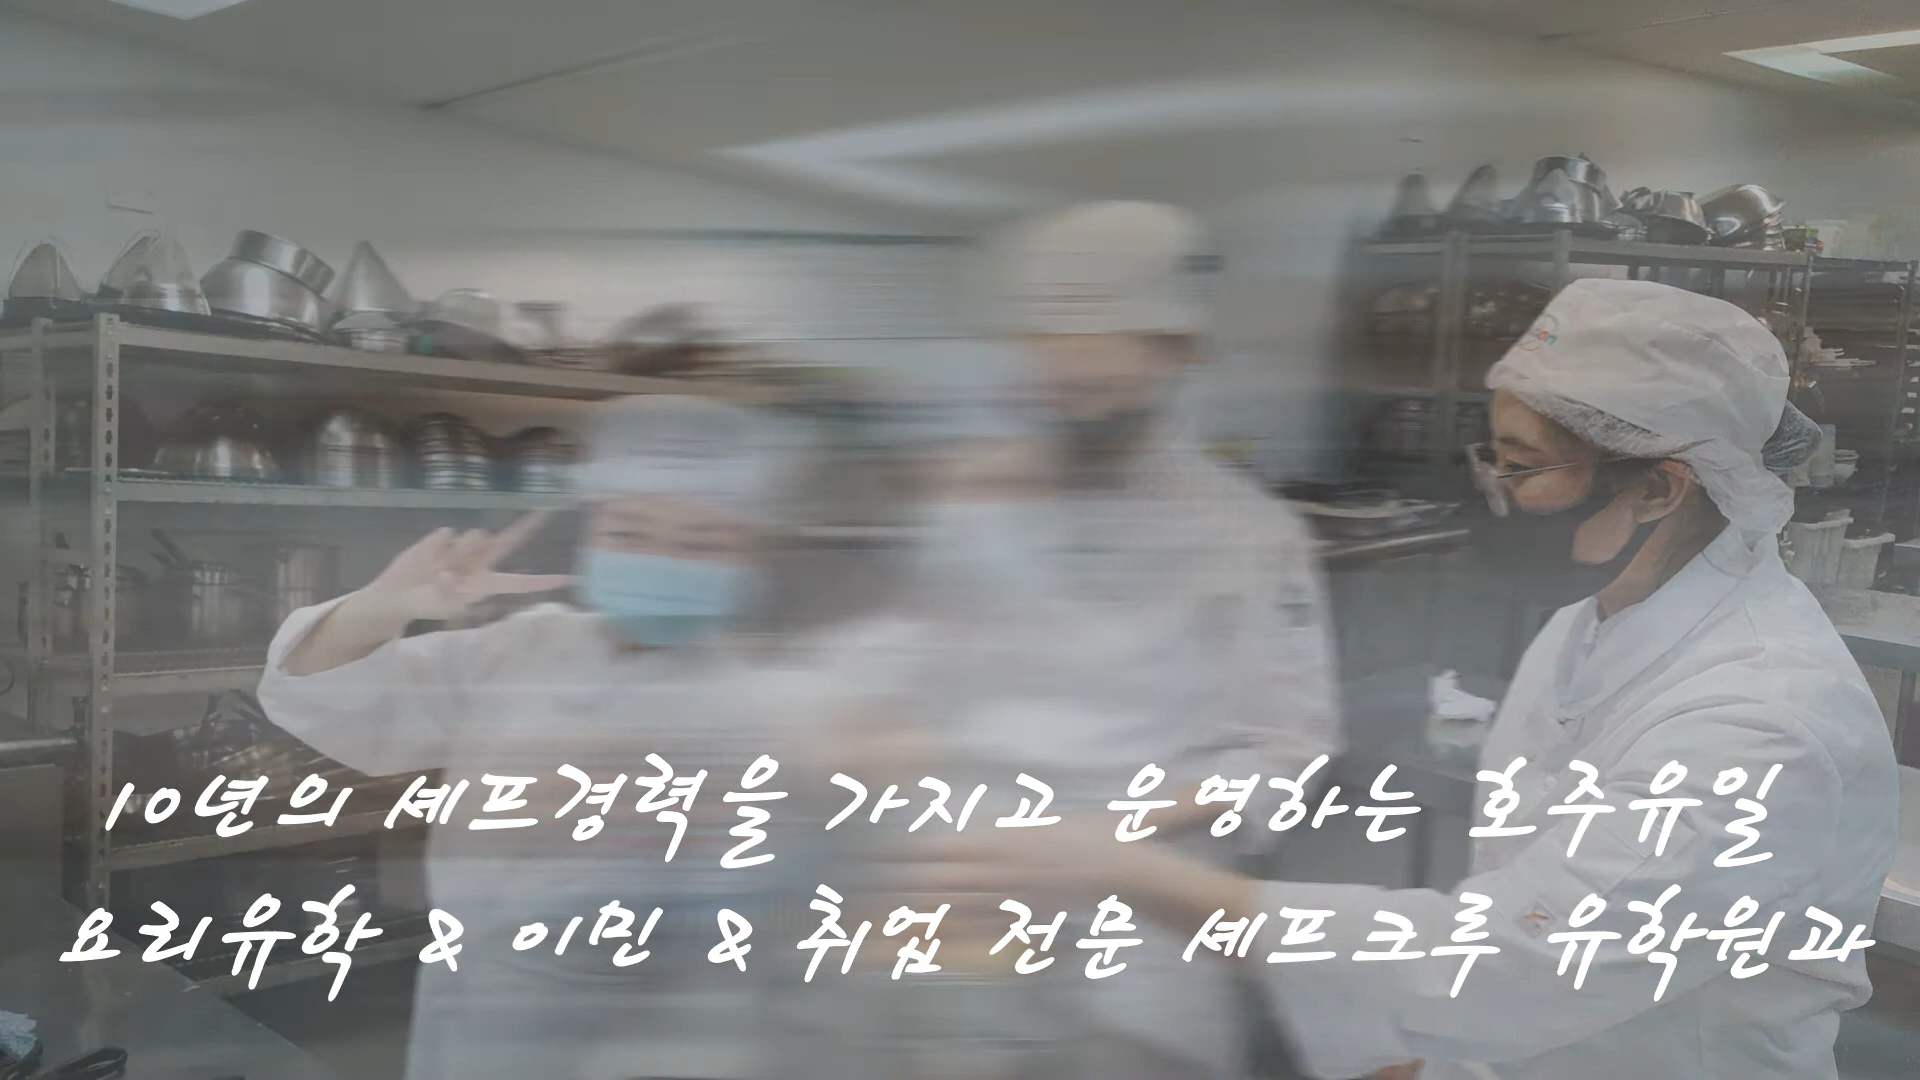 10년의 셰프경력을 가지고 운영하는 호주유일
요리유학 & 이민 & 취업 전문 셰프크루 유학원과